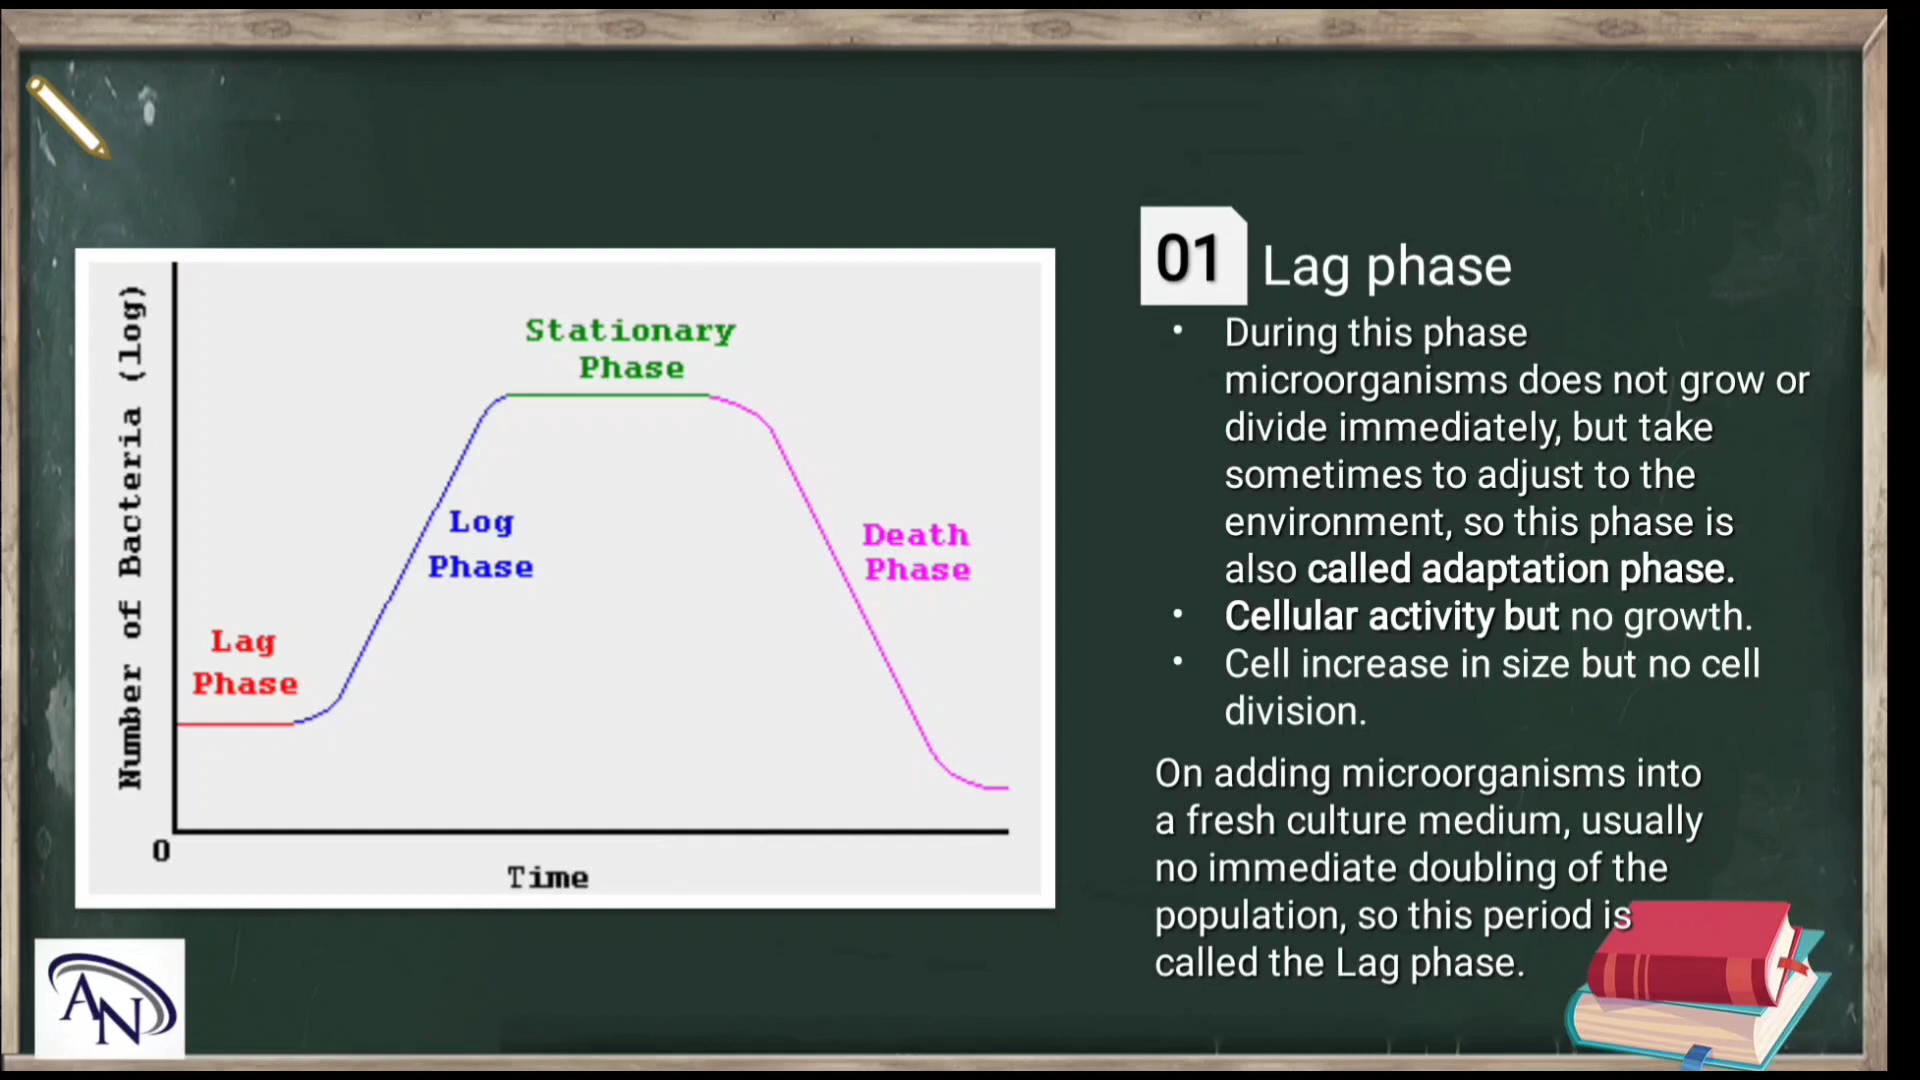 Number of Bacteria (log)
Stationary
Phase
Log
Phase
Death
Phase
Lag
Phase
0
Time
01 Lag phase
• During this phase
microorganisms does not grow or
divide immediately, but take
sometimes to adjust to the
environment, so this phase is
also called adaptation phase.
• Cellular activity but no growth.
• Cell increase in size but no cell
division.
On adding microorganisms into
a fresh culture medium, usually
no immediate doubling of the
population, so this period is
called the Lag phase.
AN